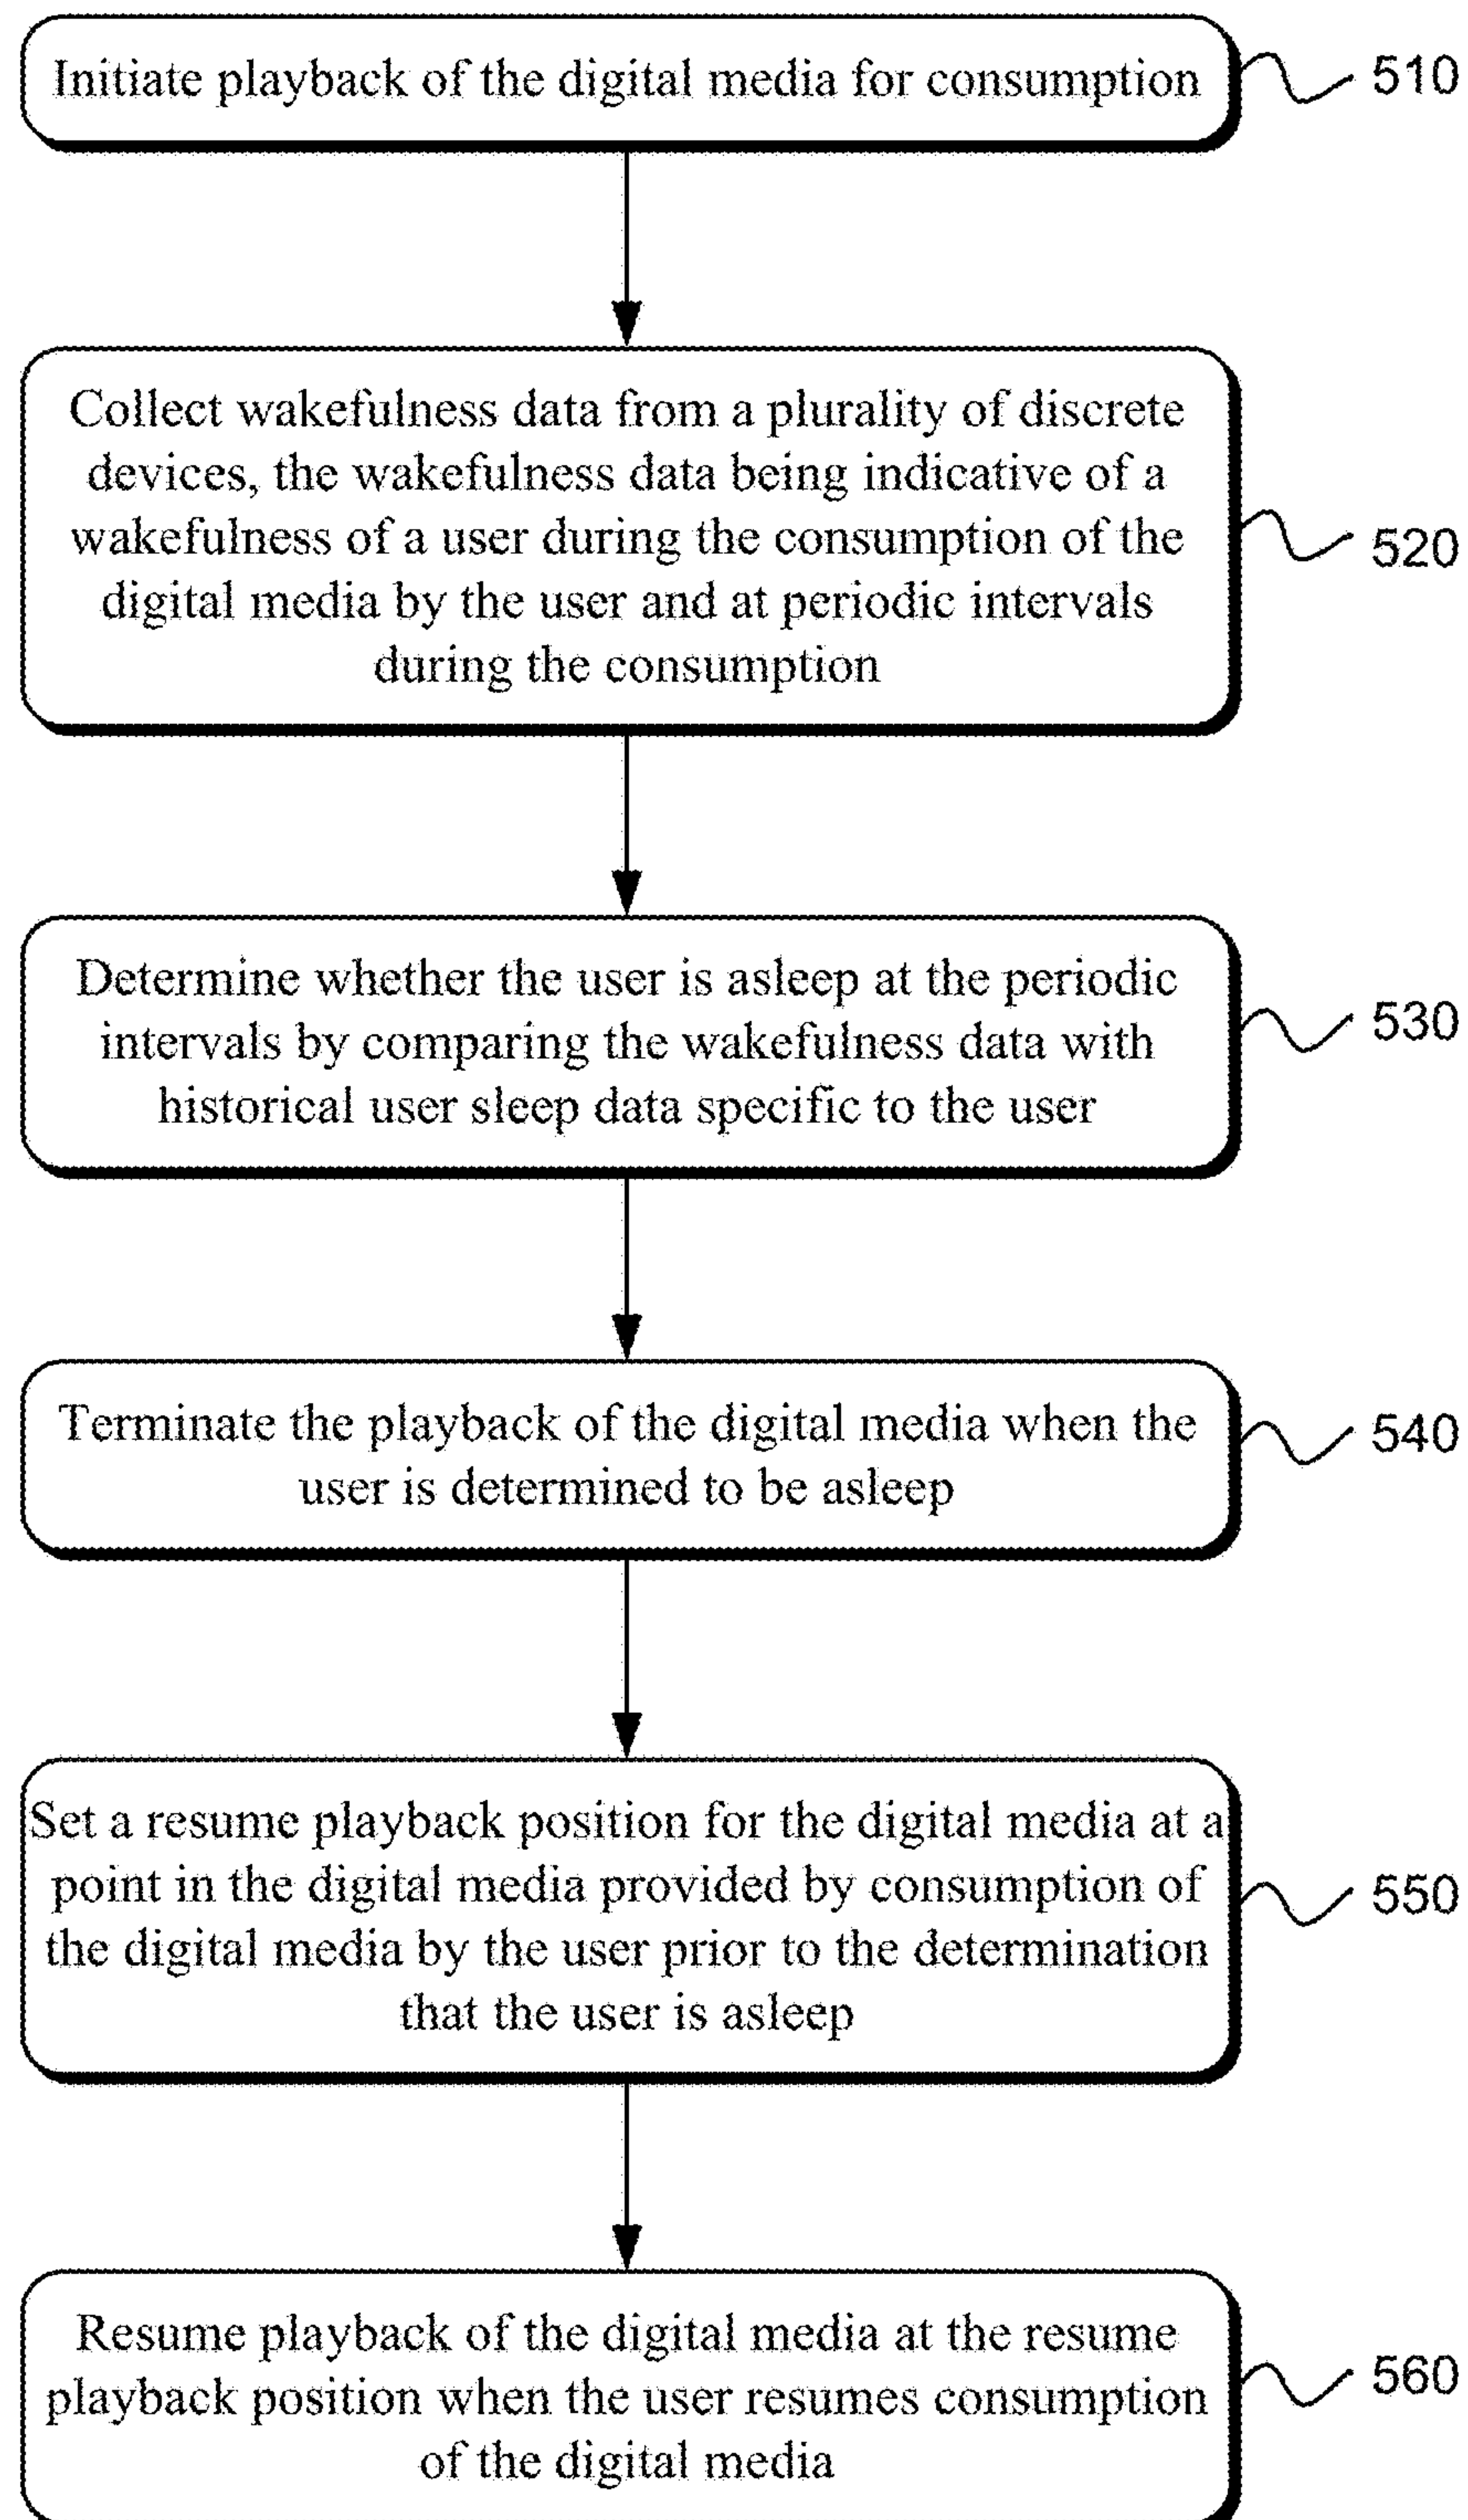 Initiate playback of the digital media for consumption
510
Collect wakefulness data from a plurality of discrete
devices, the wakefulness data being indicative of a
wakefulness of a user during the consumption of the
digital media by the user and at periodic intervals
during the consumption
520
Determine whether the user is asleep at the periodic
intervals by comparing the wakefulness data with
historical user sleep data specific to the user
530
Terminate the playback of the digital media when the
user is determined to be asleep
540
Set a resume playback position for the digital media at a
point in the digital media provided by consumption of
the digital media by the user prior to the determination
that the user is asleep
550
Resume playback of the digital media at the resume
playback position when the user resumes consumption
of the digital media
560